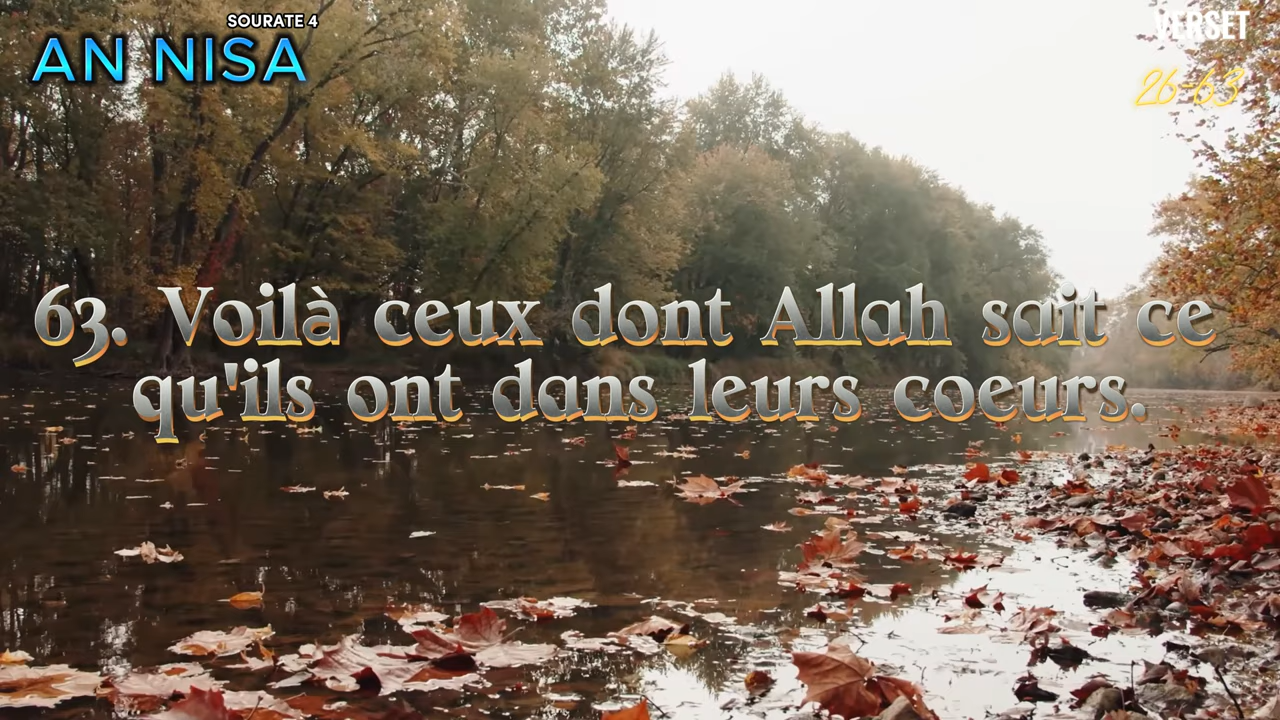 SOURATE 4
AN NISA
VERSET
26-63
63. Voilà ceux dont Allah sait ce
qu'ils ont dans leurs coeurs.